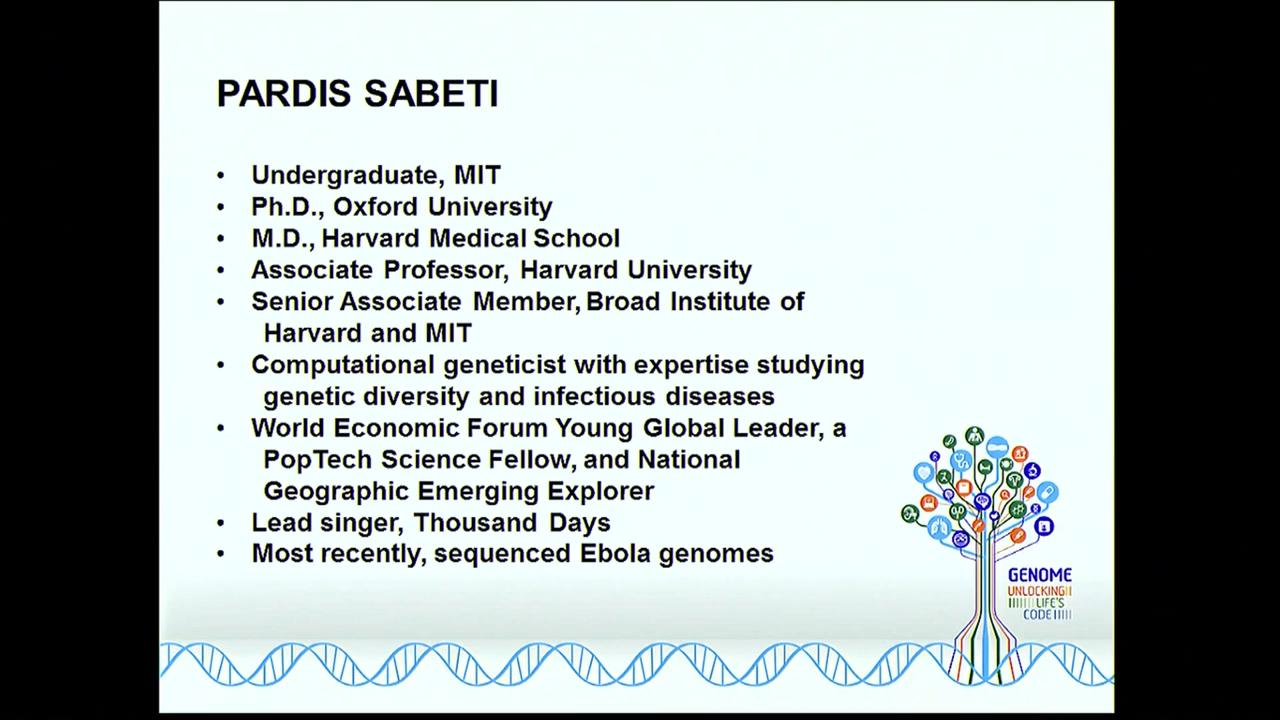 PARDIS SABETI
• Undergraduate, MIT
• Ph.D., Oxford University
• M.D., Harvard Medical School
• Associate Professor, Harvard University
• Senior Associate Member, Broad Institute of
Harvard and MIT
• Computational geneticist with expertise studying
genetic diversity and infectious diseases
• World Economic Forum Young Global Leader, a
PopTech Science Fellow, and National
Geographic Emerging Explorer
• Lead singer, Thousand Days
• Most recently, sequenced Ebola genomes
GENOME
UNLOCKING
LIFE'S
CODE